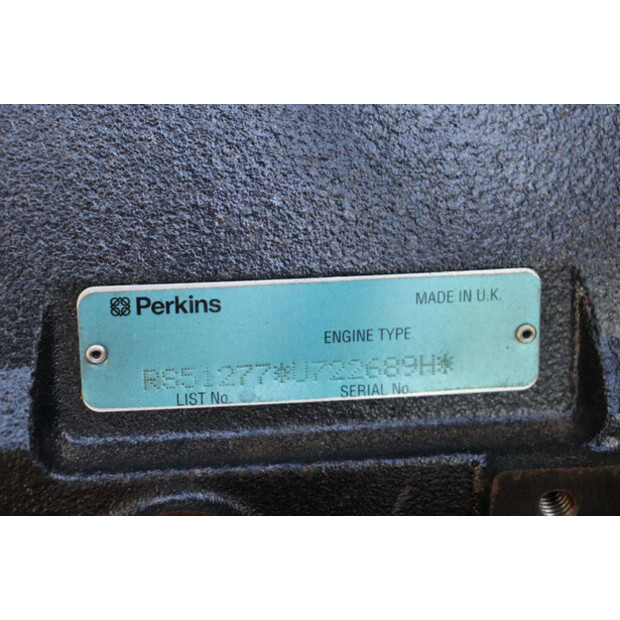 Perkins MADE IN U.K.
ENGINE TYPE
RS51277*U722689H*
LIST No. SERIAL No.